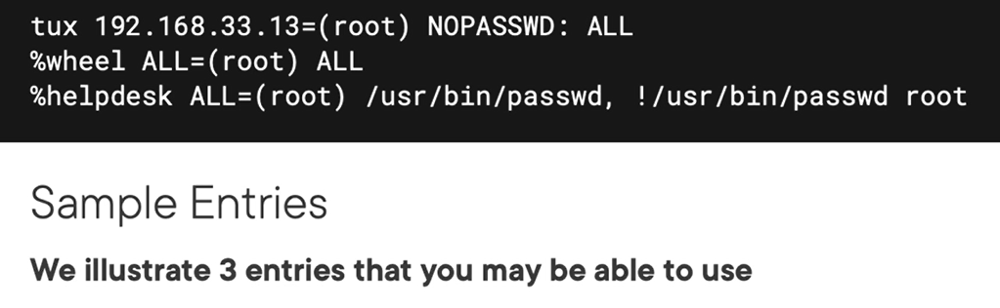 tux 192.168.33.13=(root) NOPASSWD: ALL
%wheel ALL=(root) ALL
%helpdesk ALL=(root) /usr/bin/passwd, !/usr/bin/passwd root
Sample Entries
We illustrate 3 entries that you may be able to use